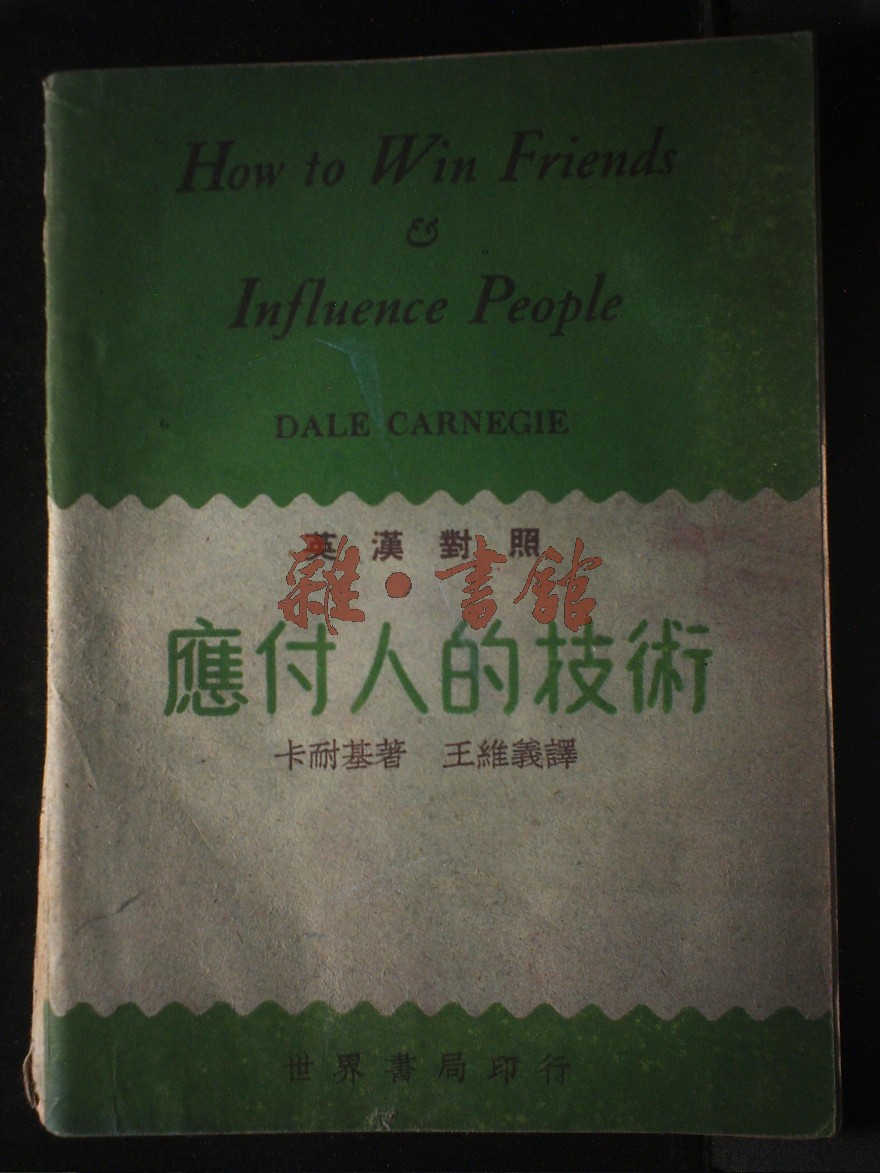 How to Win Friends
&
Influence People
DALE CARNEGIE
英漢對照
雜·書館
應付人的技術
卡耐基著 王維義譯
世界書局印行